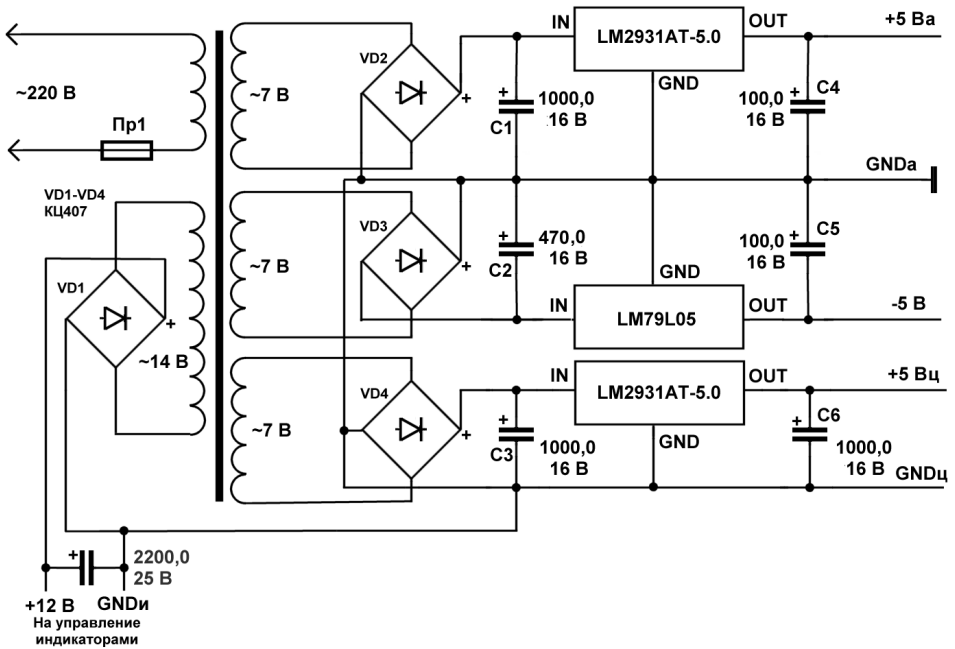 ~220 В
Пр1
~7 В
VD2
+
+
C1
1000,0
16 В
IN
LM2931AT-5.0
OUT
GND
+5 Ва
+
C4
100,0
16 В
GNDа
VD1-VD4
КЦ407
VD1
+
~14 В
~7 В
VD3
+
+
C2
470,0
16 В
IN
GND
LM79L05
OUT
+
C5
100,0
16 В
-5 В
~7 В
VD4
+
+
C3
1000,0
16 В
IN
LM2931AT-5.0
OUT
GND
+5 Вц
+
C6
1000,0
16 В
GNDц
+
2200,0
25 В
+12 В
GNDи
На управление
индикаторами